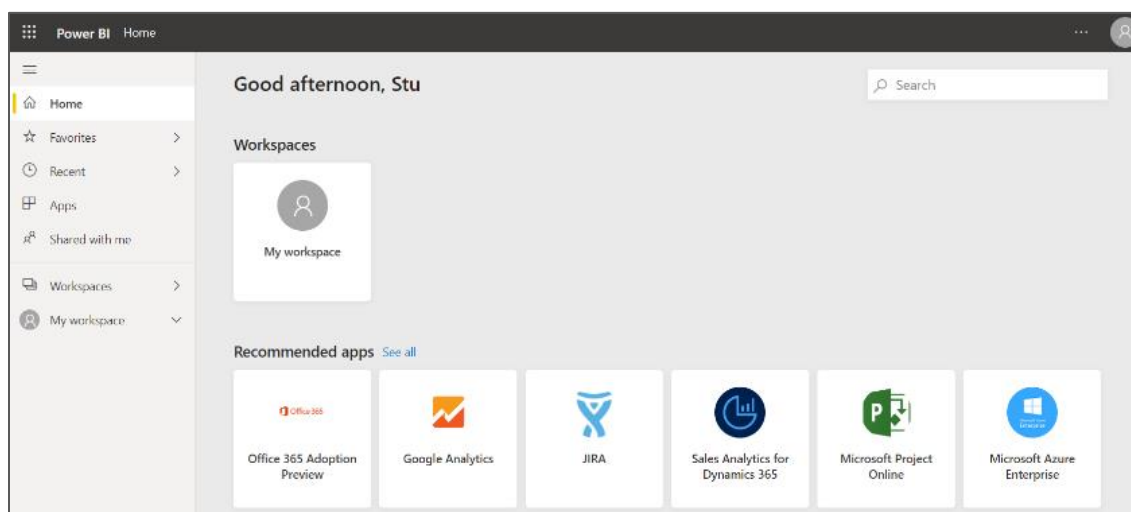 Power BI Home
Good afternoon, Stu
Search
Home
Favorites
Recent
Apps
Shared with me
Workspaces
My workspace
Workspaces
My workspace
Recommended apps See all
Office 365
Office 365 Adoption
Preview
Google Analytics
JIRA
Sales Analytics for
Dynamics 365
P
Microsoft Project
Online
Microsoft Azure
Enterprise